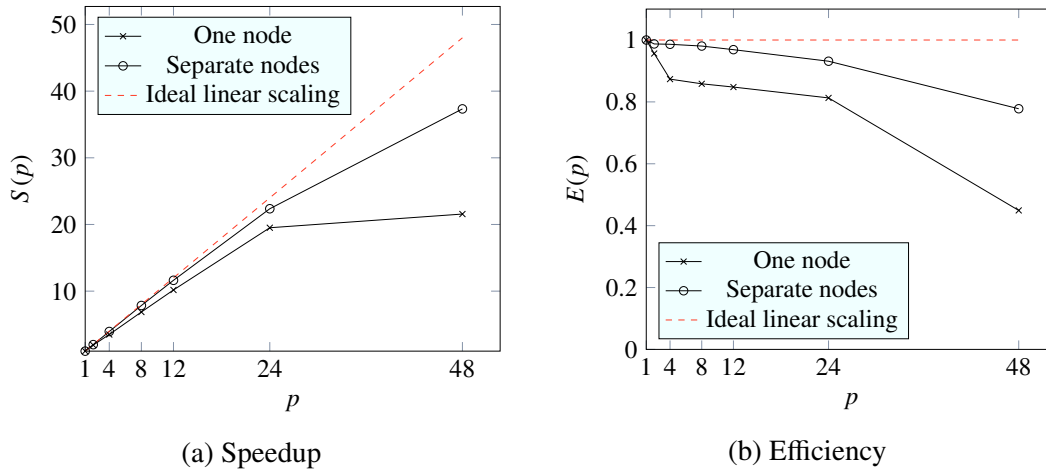 50
40
30
20
10
S(p)
One node
Separate nodes
Ideal linear scaling
1 4 8 12 24 48
p
(a) Speedup
1
0.8
0.6
0.4
0.2
0
E(p)
One node
Separate nodes
Ideal linear scaling
1 4 8 12 24 48
p
(b) Efficiency